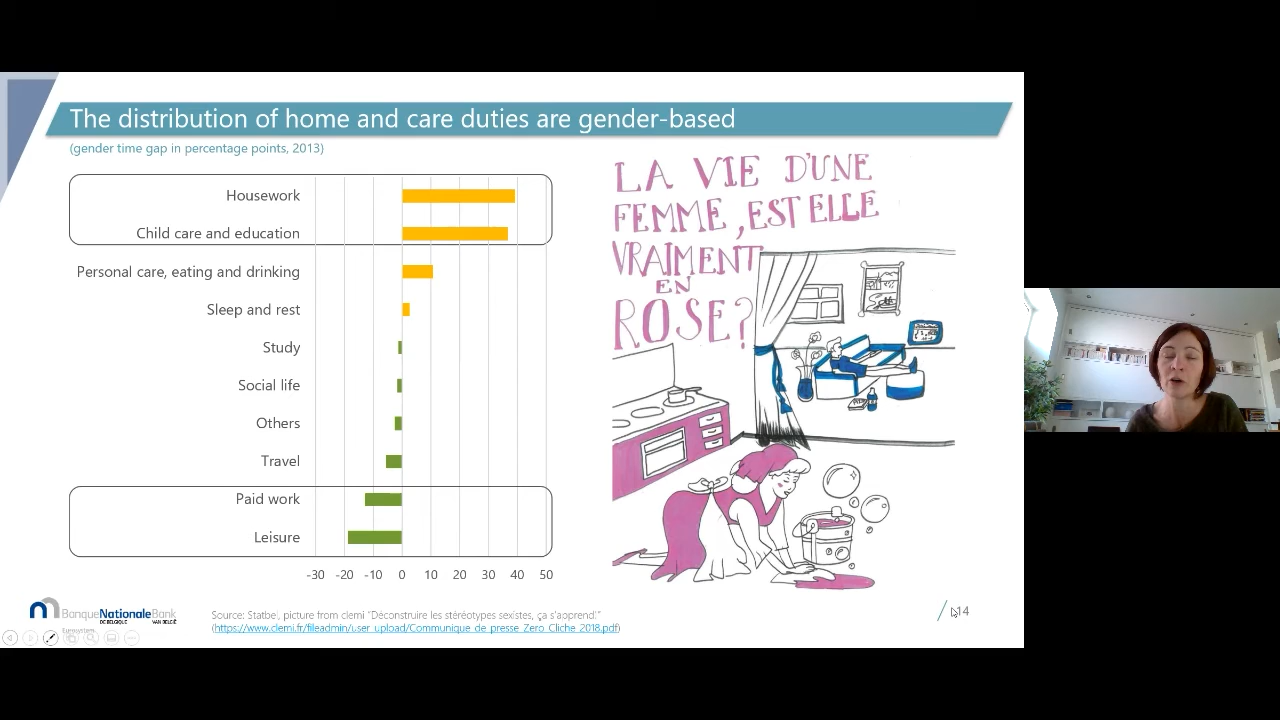 The distribution of home and care duties are gender-based
(gender time gap in percentage points, 2013)
Housework
Child care and education
Personal care, eating and drinking
Sleep and rest
Study
Social life
Others
Travel
Paid work
Leisure
-30 -20 -10 0 10 20 30 40 50
LA VIE D'UNE
FEMME, EST ELLE
VRAIMENT
EN
ROSE?
BanqueNationaleBank
DE BELGIQUE VAN BELGIË
Eurosystem
Source: Statbel, picture from clemi "Déconstruire les stéréotypes sexistes, ça s'apprend!"
(https://www.clemi.fr/fileadmin/user_upload/Communique_de_presse_Zero_Cliche_2018.pdf)
14